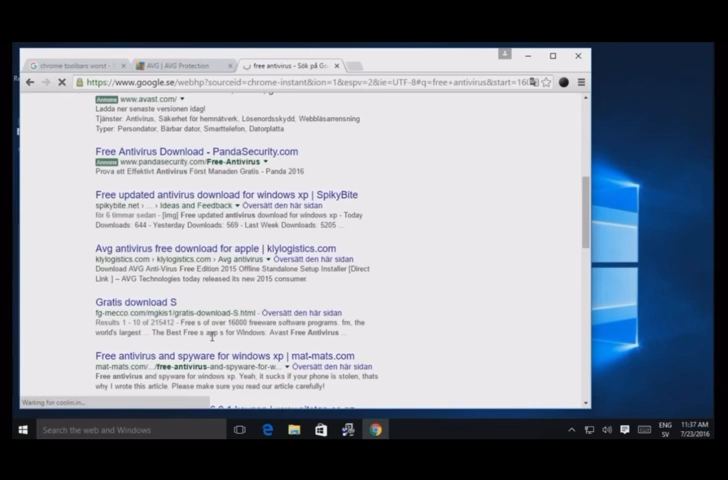 chrome toolbars worst - G
AVG | AVG Protection
free antivirus - Sök på Go
https://www.google.se/webhp?sourceid=chrome-instant&ion=1&espv=2&ie=UTF-8#q=free+antivirus&start=160
Annons www.avast.com/
Ladda ner senaste versionen idag!
Tjänster: Antivirus, Säkerhet för hemnätverk, Lösenordsskydd, Webbläsarrensning
Typer: Persondator, Bärbar dator, Smarttelefon, Datorplatta
Free Antivirus Download - PandaSecurity.com
Annons www.pandasecurity.com/Free-Antivirus
Prova ett Effektivt Antivirus Först Manaden Gratis - Panda 2016
Free updated antivirus download for windows xp | SpikyBite
spikybite.net › ... › Ideas and Feedback Översätt den här sidan
för 6 timmar sedan - [img] Free updated antivirus download for windows xp - Today
Downloads: 644 - Yesterday Downloads: 569 - Last Week Downloads: 5205 ...
Avg antivirus free download for apple | klylogistics.com
klylogistics.com › klylogistics.com › Avg antivirus Översätt den här sidan
Download AVG Anti-Virus Free Edition 2015 Offline Standalone Setup Installer [Direct
Link ] – AVG Technologies today released its new 2015 consumer.
Gratis download S
fg-mecco.com/mgkis1/gratis-download-S.html - Översätt den här sidan
Results 1 - 10 of 215412 - Free s of over 16000 freeware software programs. fm, the
world's largest ... The Best Free s app s for Windows: Avast Free Antivirus ...
Free antivirus and spyware for windows xp | mat-mats.com
mat-mats.com/.../free-antivirus-and-spyware-for-w... Översätt den här sidan
Free antivirus and spyware for windows xp. Yeah, it sucks if your phone is stolen, thats
why I wrote this article. Please make sure you read our article carefully!
Waiting for coolm.in...
Search the web and Windows
ENG
SV
11:37 AM
7/23/2016